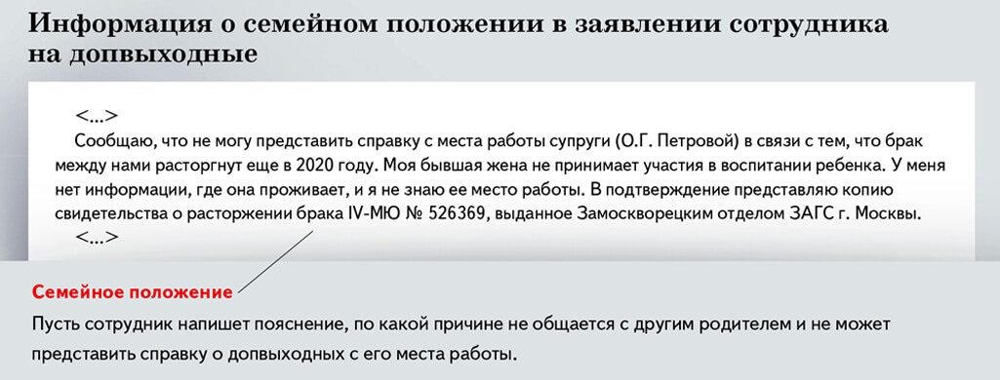 Информация о семейном положении в заявлении сотрудника
на допвыходные
<...>
Сообщаю, что не могу представить справку с места работы супруги (О.Г. Петровой) в связи с тем, что брак
между нами расторгнут еще в 2020 году. Моя бывшая жена не принимает участия в воспитании ребенка. У меня
нет информации, где она проживает, и я не знаю ее место работы. В подтверждение представляю копию
свидетельства о расторжении брака IV-МЮ № 526369, выданное Замоскворецким отделом ЗАГС г. Москвы.
<...>
Семейное положение
Пусть сотрудник напишет пояснение, по какой причине не общается с другим родителем и не может
представить справку о допвыходных с его места работы.